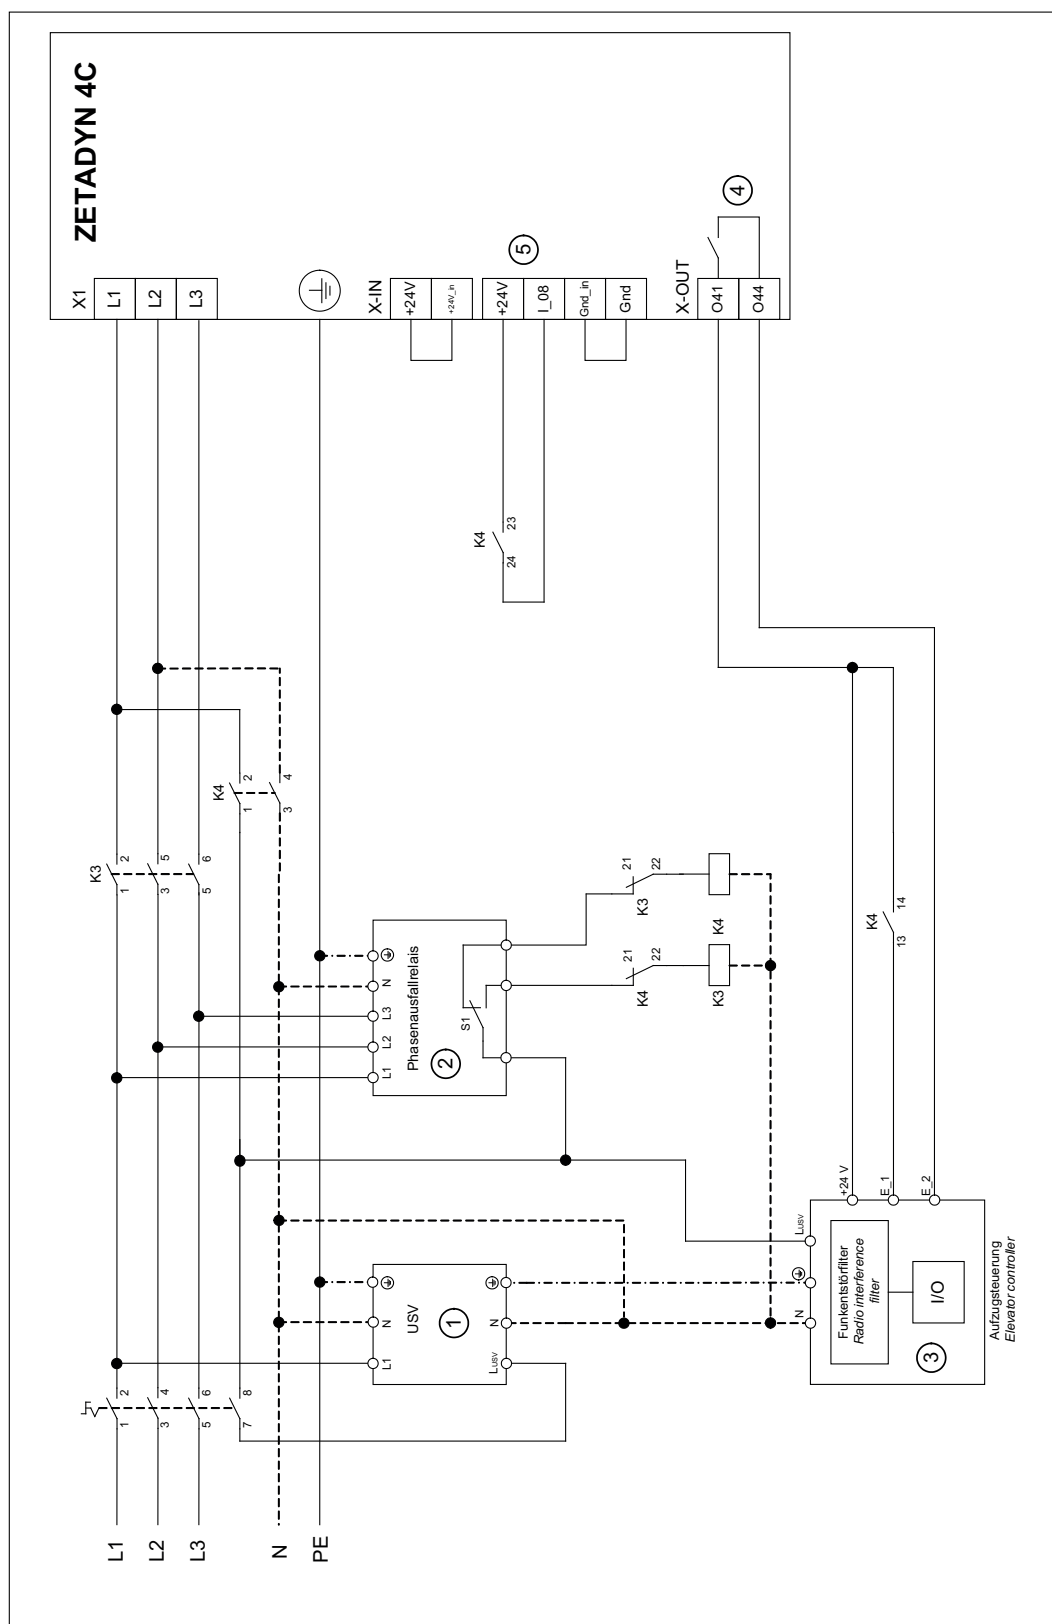 ZETADYN 4C
X1
L1
L2
L3
X-IN
+24V
+24V_in
+24V
I_08
Gnd_in
Gnd
5
X-OUT
O41
O44
4
K4
23
24
K4
2
4
1
3
K3
2
5
6
1
3
5
Phasenausfallrelais
2
L1
L2
L3
N
S1
21
22
K3
K4
21
22
K4
K3
K4
14
13
USV
1
L1
N
Lusv
N
2
4
6
8
1
3
5
7
L1
L2
L3
N
PE
N
Lusv
+24 V
E_1
E_2
Funkentstörfilter
Radio interference
filter
I/O
3
Aufzugsteuerung
Elevator controller